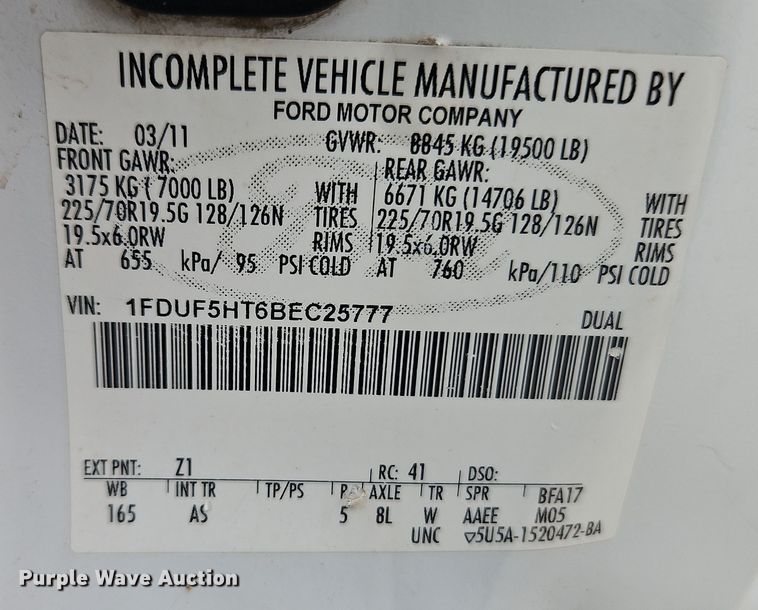 INCOMPLETE VEHICLE MANUFACTURED BY
FORD MOTOR COMPANY
DATE: 03/11 GVWR: 8845 KG (19500 LB)
FRONT GAWR: REAR GAWR:
3175 KG ( 7000 LB) WITH 6671 KG (14706 LB) WITH
225/70R19.5G 128/126N TIRES 225/70R19.5G 128/126N TIRES
19.5x6.0RW RIMS 19.5x6.0RW RIMS
AT 655 kPa/ 95 PSI COLD AT 760 kPa/110 PSI COLD
VIN: 1FDUF5HT6BEC25777 DUAL
EXT PNT: Z1 RC: 41 DSO:
WB INT TR TP/PS R AXLE TR SPR BFA17
165 AS 5 8L W AAEE M05
UNC 5U5A-1520472-BA
Purple Wave Auction